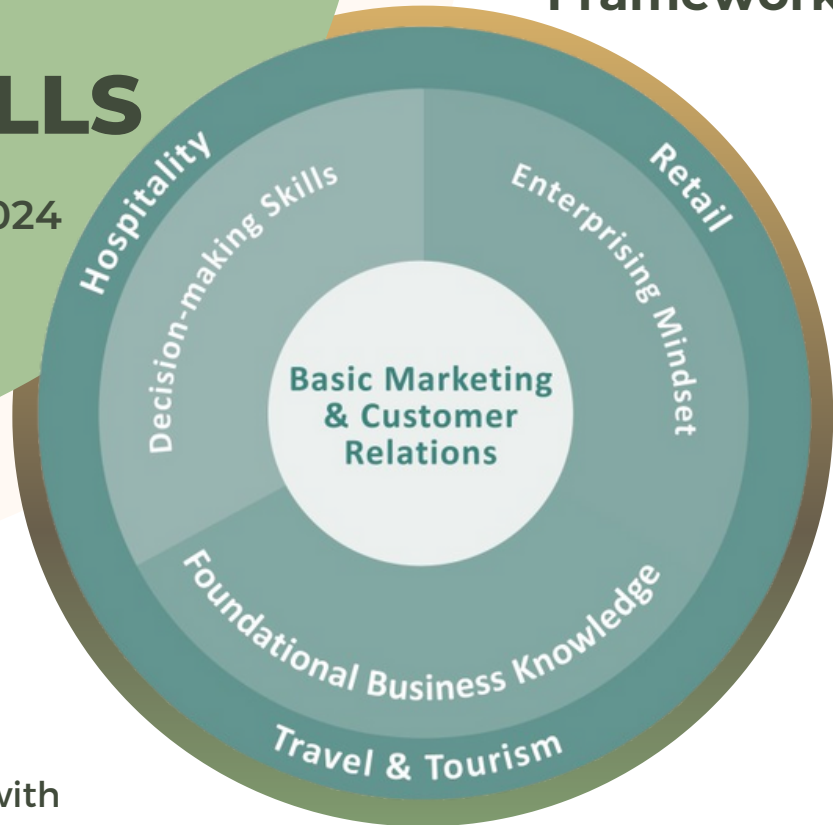 Framework
LLS
024
Hospitality
Retail
Decision-making Skills
Enterprising Mindset
Basic Marketing
& Customer
Relations
Foundational Business Knowledge
Travel & Tourism
with